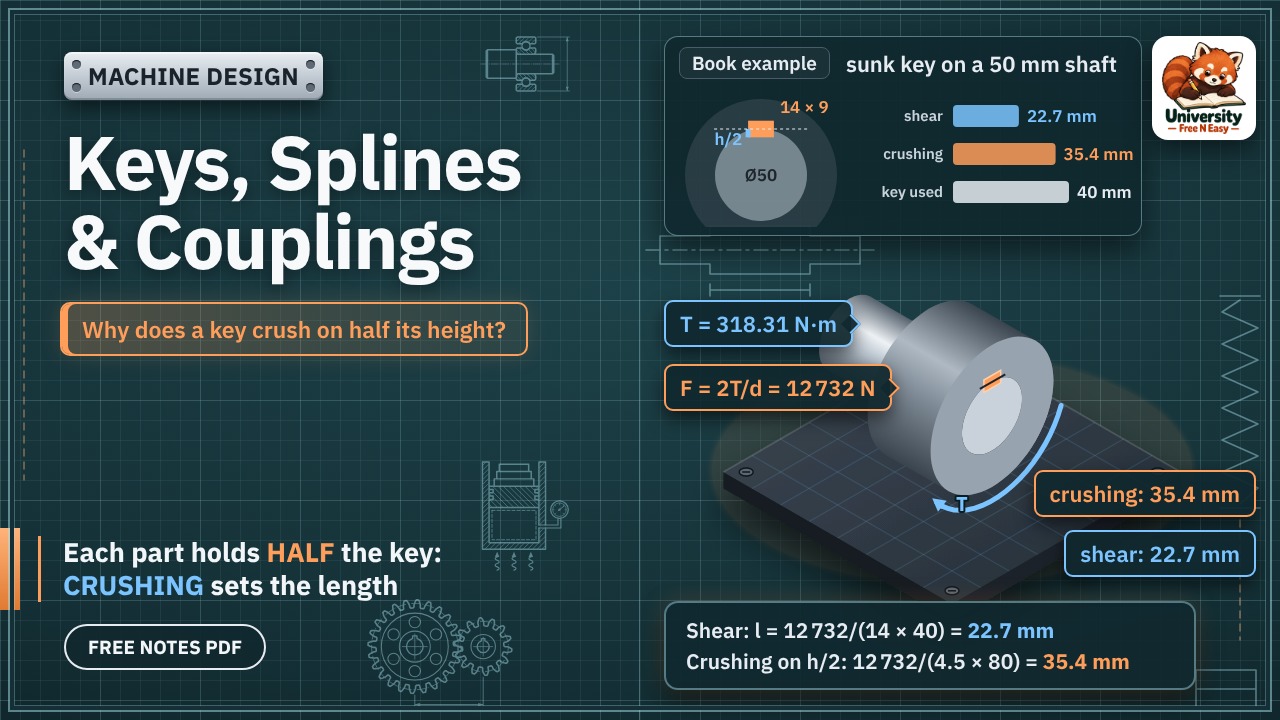 MACHINE DESIGN
Keys, Splines
& Couplings
Why does a key crush on half its height?
Each part holds HALF the key:
CRUSHING sets the length
FREE NOTES PDF
Book example
sunk key on a 50 mm shaft
14 × 9
h/2
Ø50
shear 22.7 mm
crushing 35.4 mm
key used 40 mm
University
Free N Easy
T = 318.31 N·m
F = 2T/d = 12 732 N
T
crushing: 35.4 mm
shear: 22.7 mm
Shear: l = 12 732/(14 × 40) = 22.7 mm
Crushing on h/2: 12 732/(4.5 × 80) = 35.4 mm